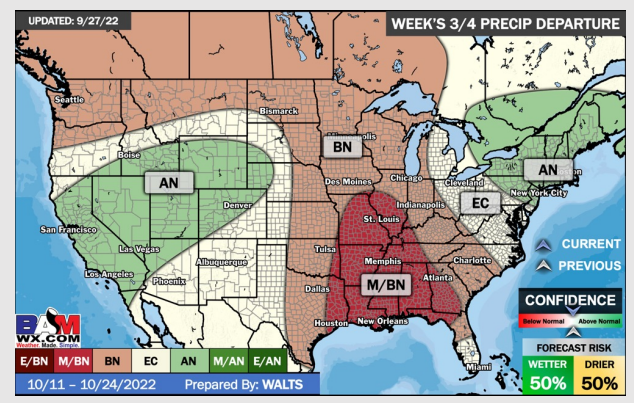 UPDATED: 9/27/22
WEEK'S 3/4 PRECIP DEPARTURE
Seattle
Bismarck
BN
Boise
AN
Des Moines
Chicago
Cleveland
AN
New York City
EC
Denver
Indianapolis
St. Louis
San Francisco
CURRENT
Las Vegas
Tulsa
Memphis
Charlotte
PREVIOUS
Albuquerque
Los Angeles
Phoenix
Dallas
M/BN
Atlanta
CONFIDENCE
Houston
New Orleans
Below Normal
Above Normal
BAM
WX.COM
Weather. Made. Simple.
FORECAST RISK
E/BN M/BN BN EC AN M/AN E/AN
Miami
WETTER
DRIER
50%
50%
10/11 – 10/24/2022
Prepared By: WALTS